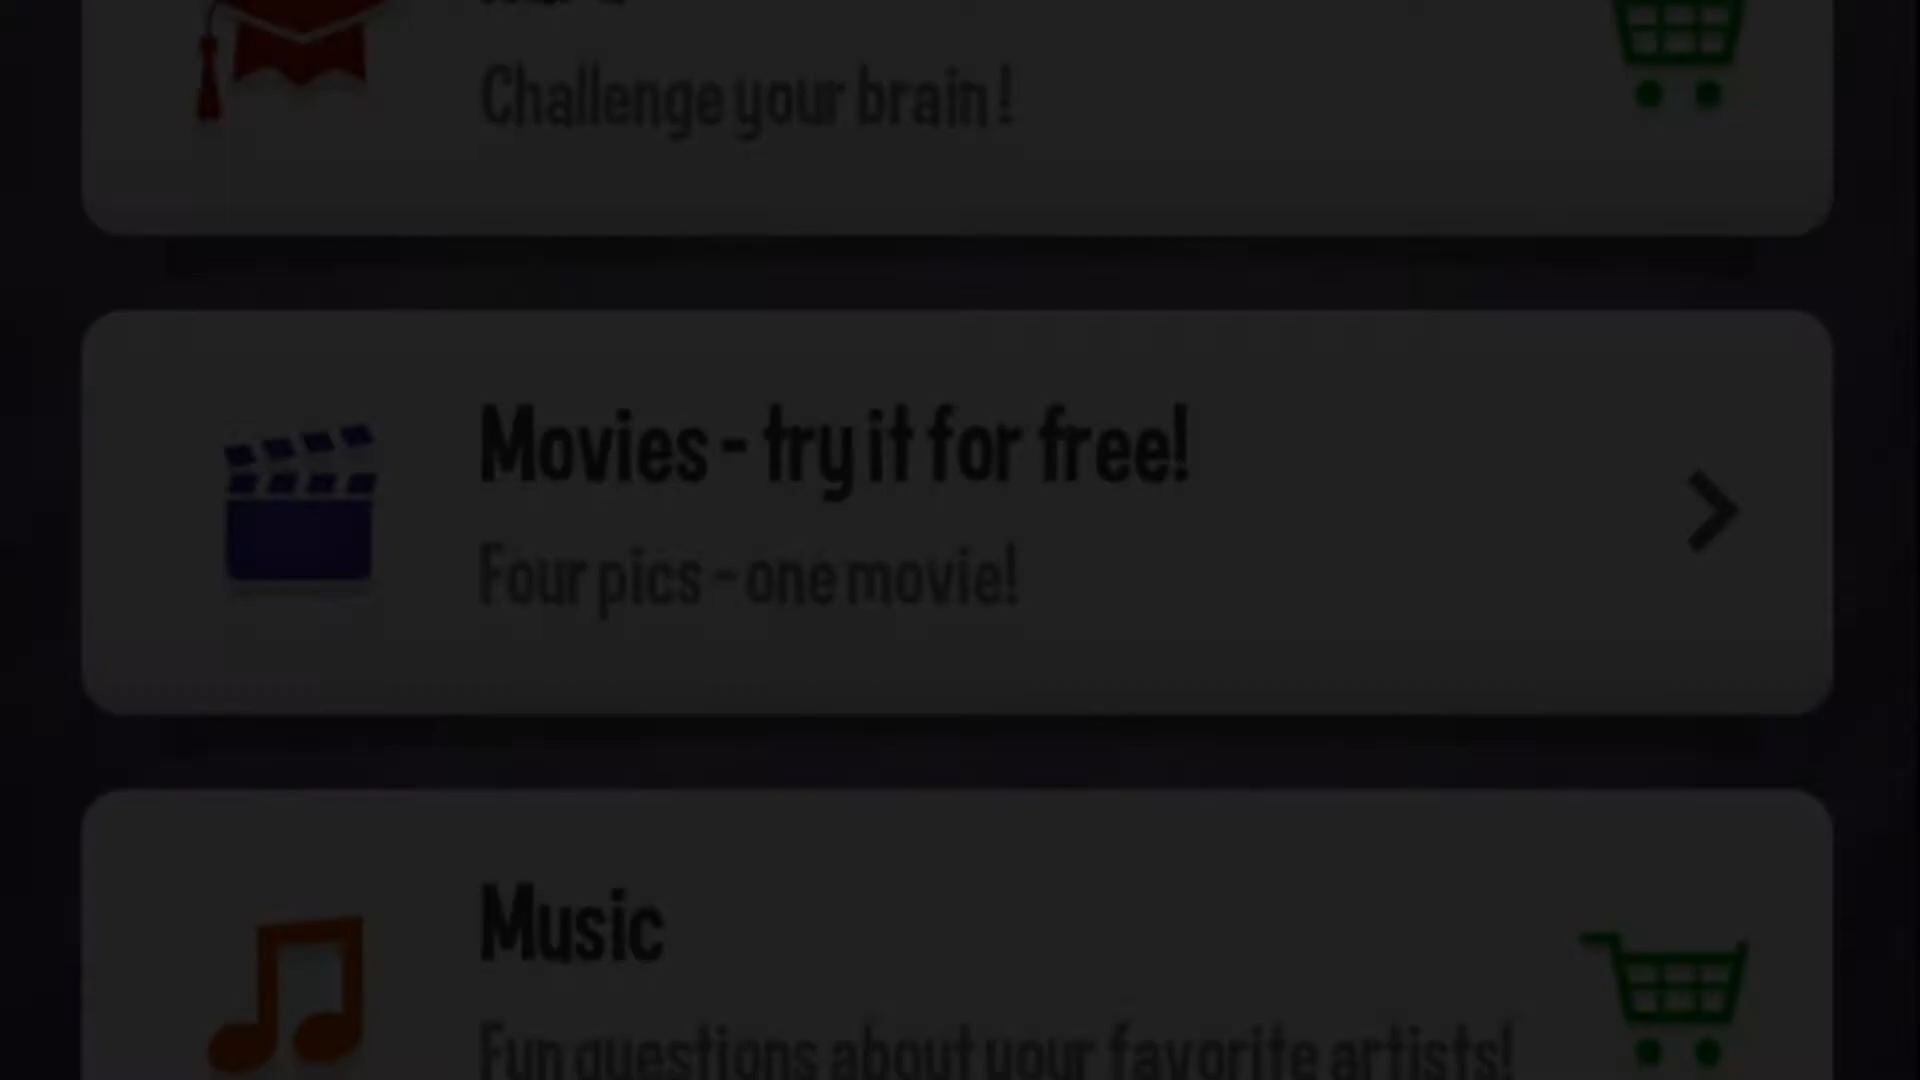 Challenge your brain!
Movies - try it for free!
Four pics - one movie!
Music
Fun questions about your favorite artists!